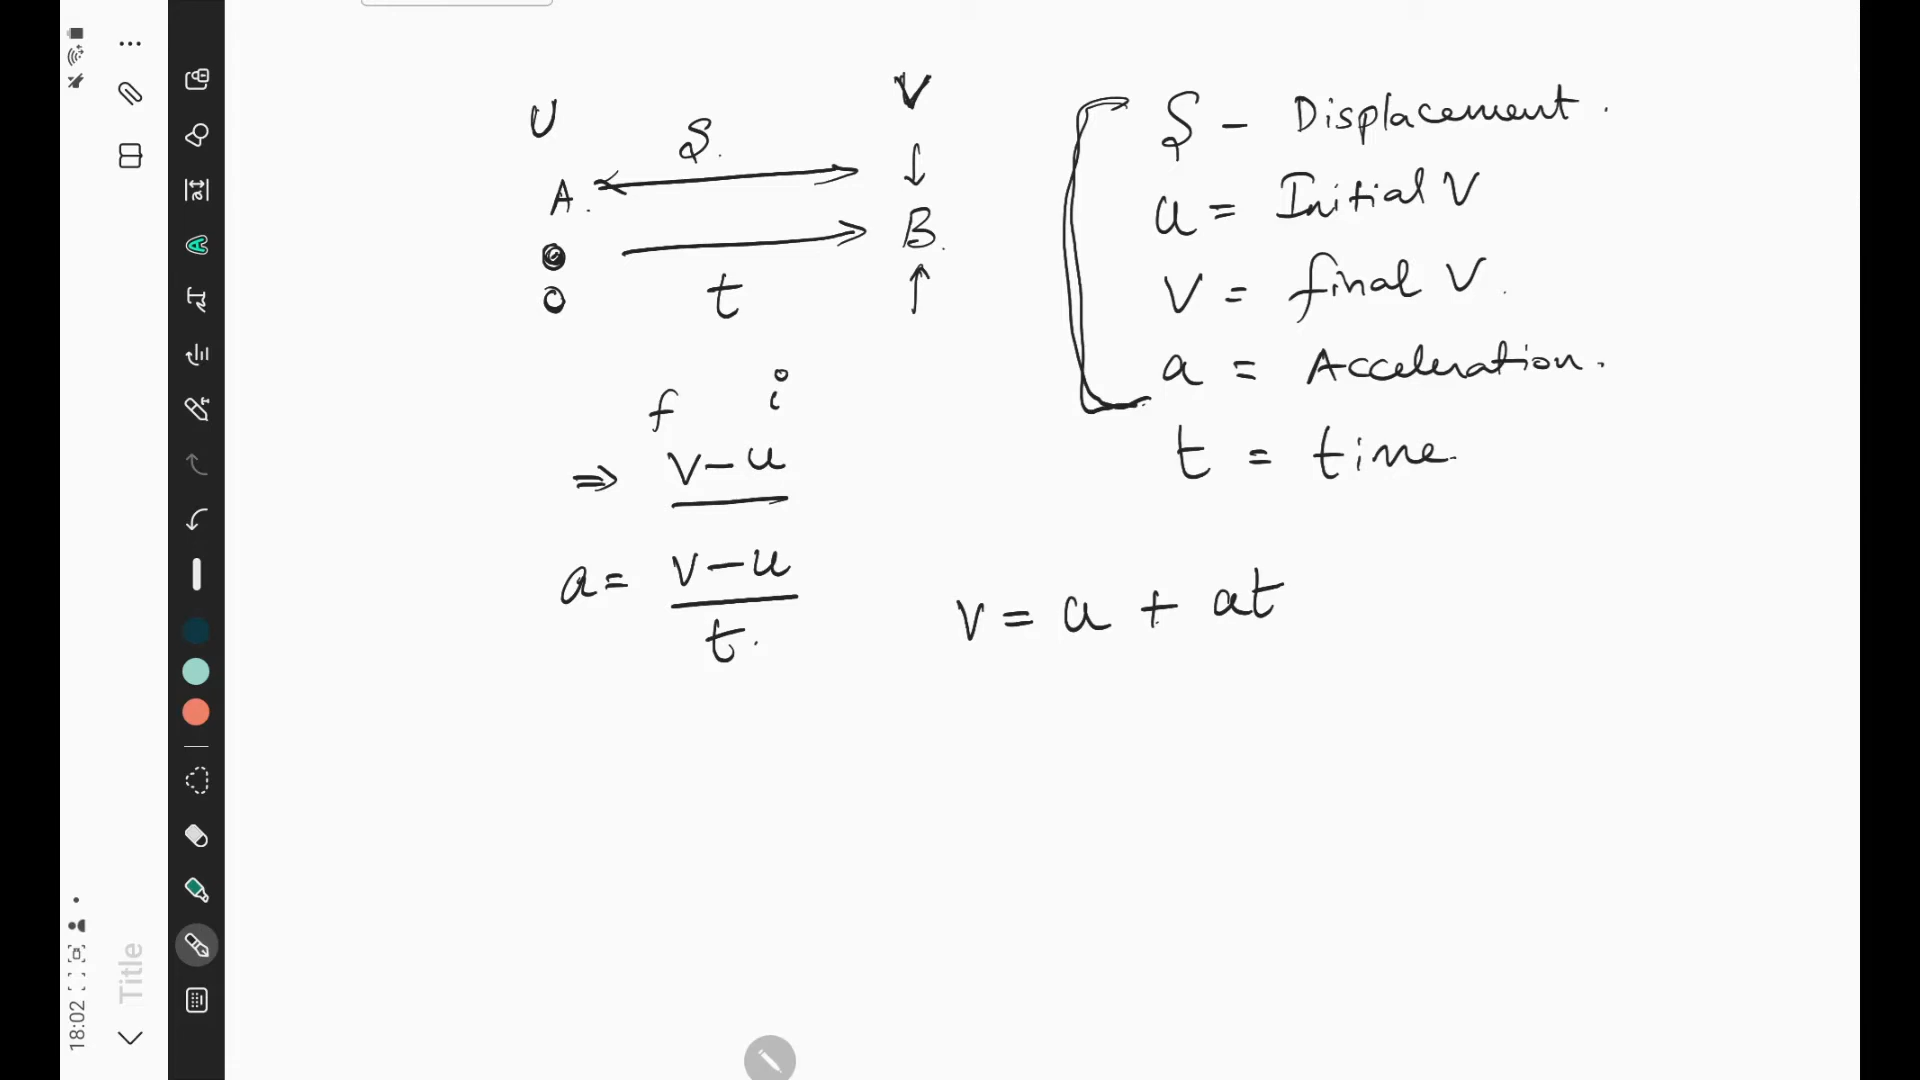 U
S.
V
↓
A.
B.
t
↑
S - Displacement.
u = Initial V
V = final V.
a = Acceleration.
t = time.
f i
⇒ v-u
a = v-u
t.
v = u + at
Title
18:02